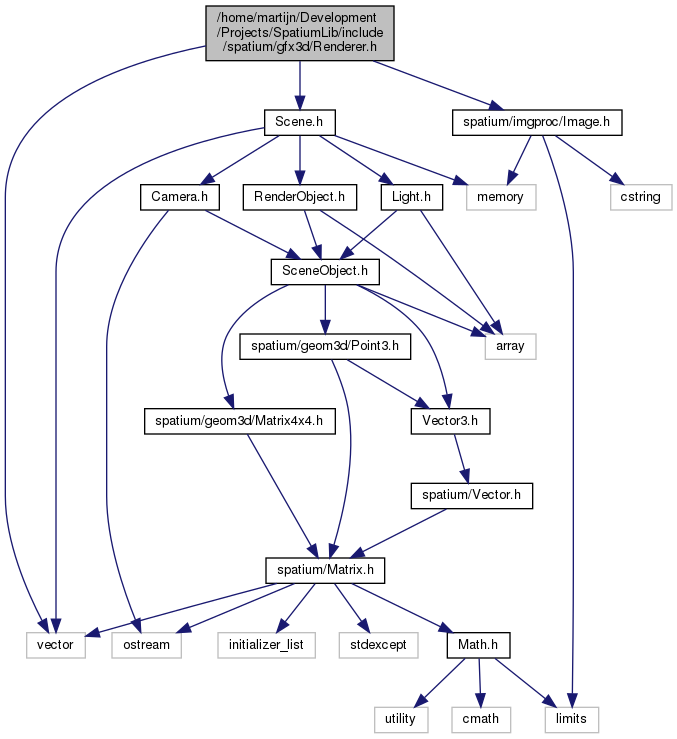 /home/martijn/Development
/Projects/SpatiumLib/include
/spatium/gfx3d/Renderer.h
Scene.h
spatium/imgproc/Image.h
Camera.h
RenderObject.h
Light.h
memory
cstring
SceneObject.h
spatium/geom3d/Point3.h
array
spatium/geom3d/Matrix4x4.h
Vector3.h
spatium/Vector.h
spatium/Matrix.h
vector
ostream
initializer_list
stdexcept
Math.h
utility
cmath
limits